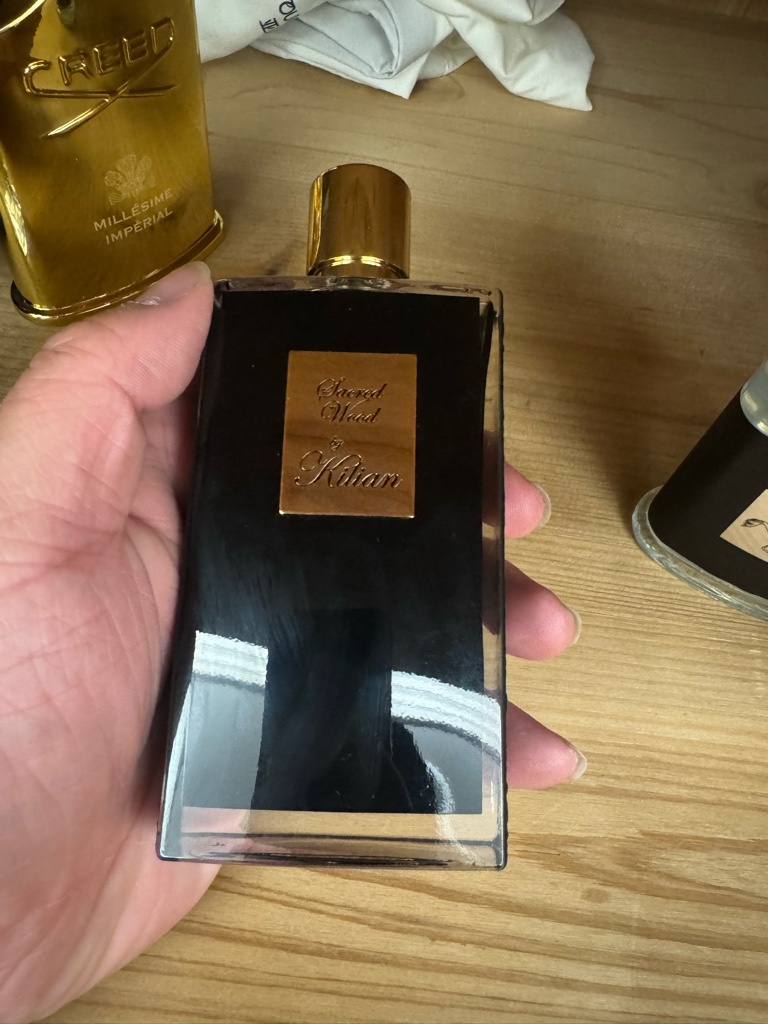 CREED
MILLÉSIME
IMPÉRIAL
Sacred
Wood
by
Kilian